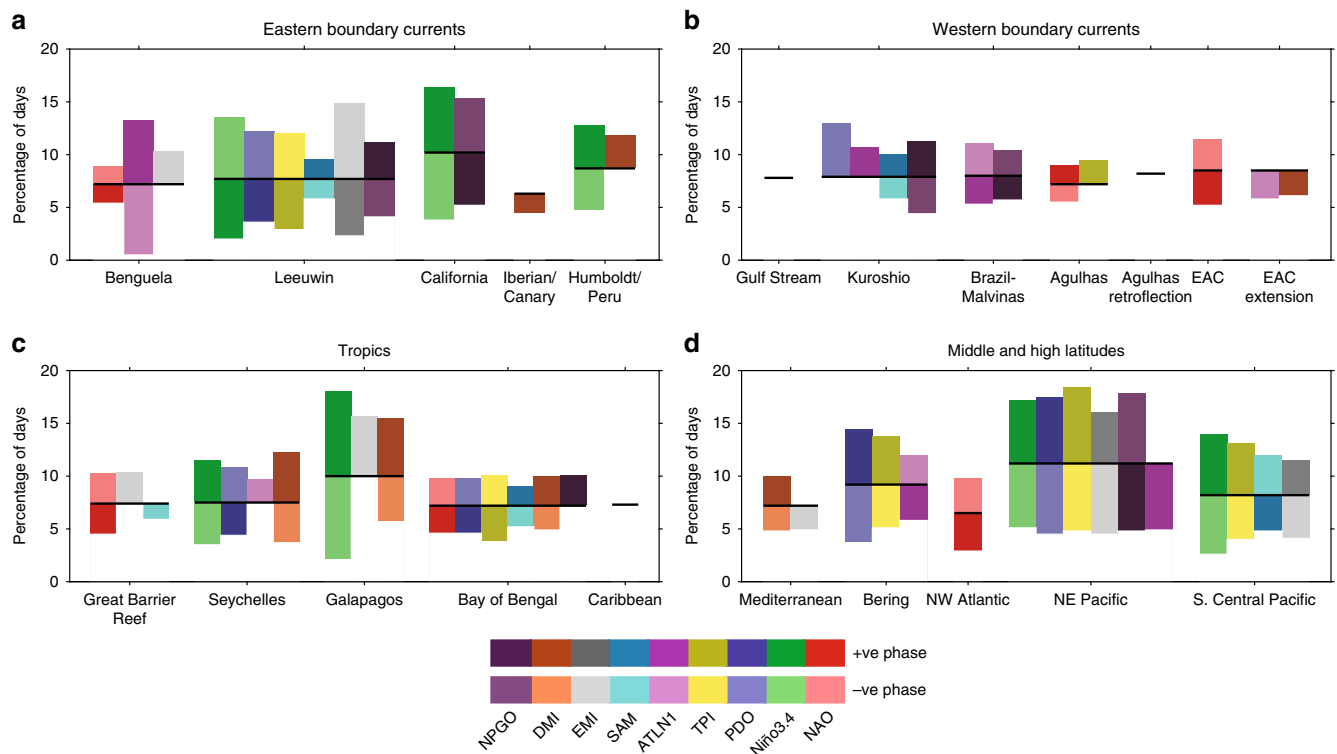 a
Eastern boundary currents
20
15
10
5
0
Percentage of days
Benguela
Leeuwin
California
Iberian/
Canary
Humboldt/
Peru
b
Western boundary currents
20
15
10
5
0
Percentage of days
Gulf Stream
Kuroshio
Brazil-
Malvinas
Agulhas
Agulhas
retroflection
EAC
EAC
extension
c
Tropics
20
15
10
5
0
Percentage of days
Great Barrier
Reef
Seychelles
Galapagos
Bay of Bengal
Caribbean
d
Middle and high latitudes
20
15
10
5
0
Percentage of days
Mediterranean
Bering
NW Atlantic
NE Pacific
S. Central Pacific
+ve phase
–ve phase
NPGO
DMI
EMI
SAM
ATLN1
TPI
PDO
Niño3.4
NAO